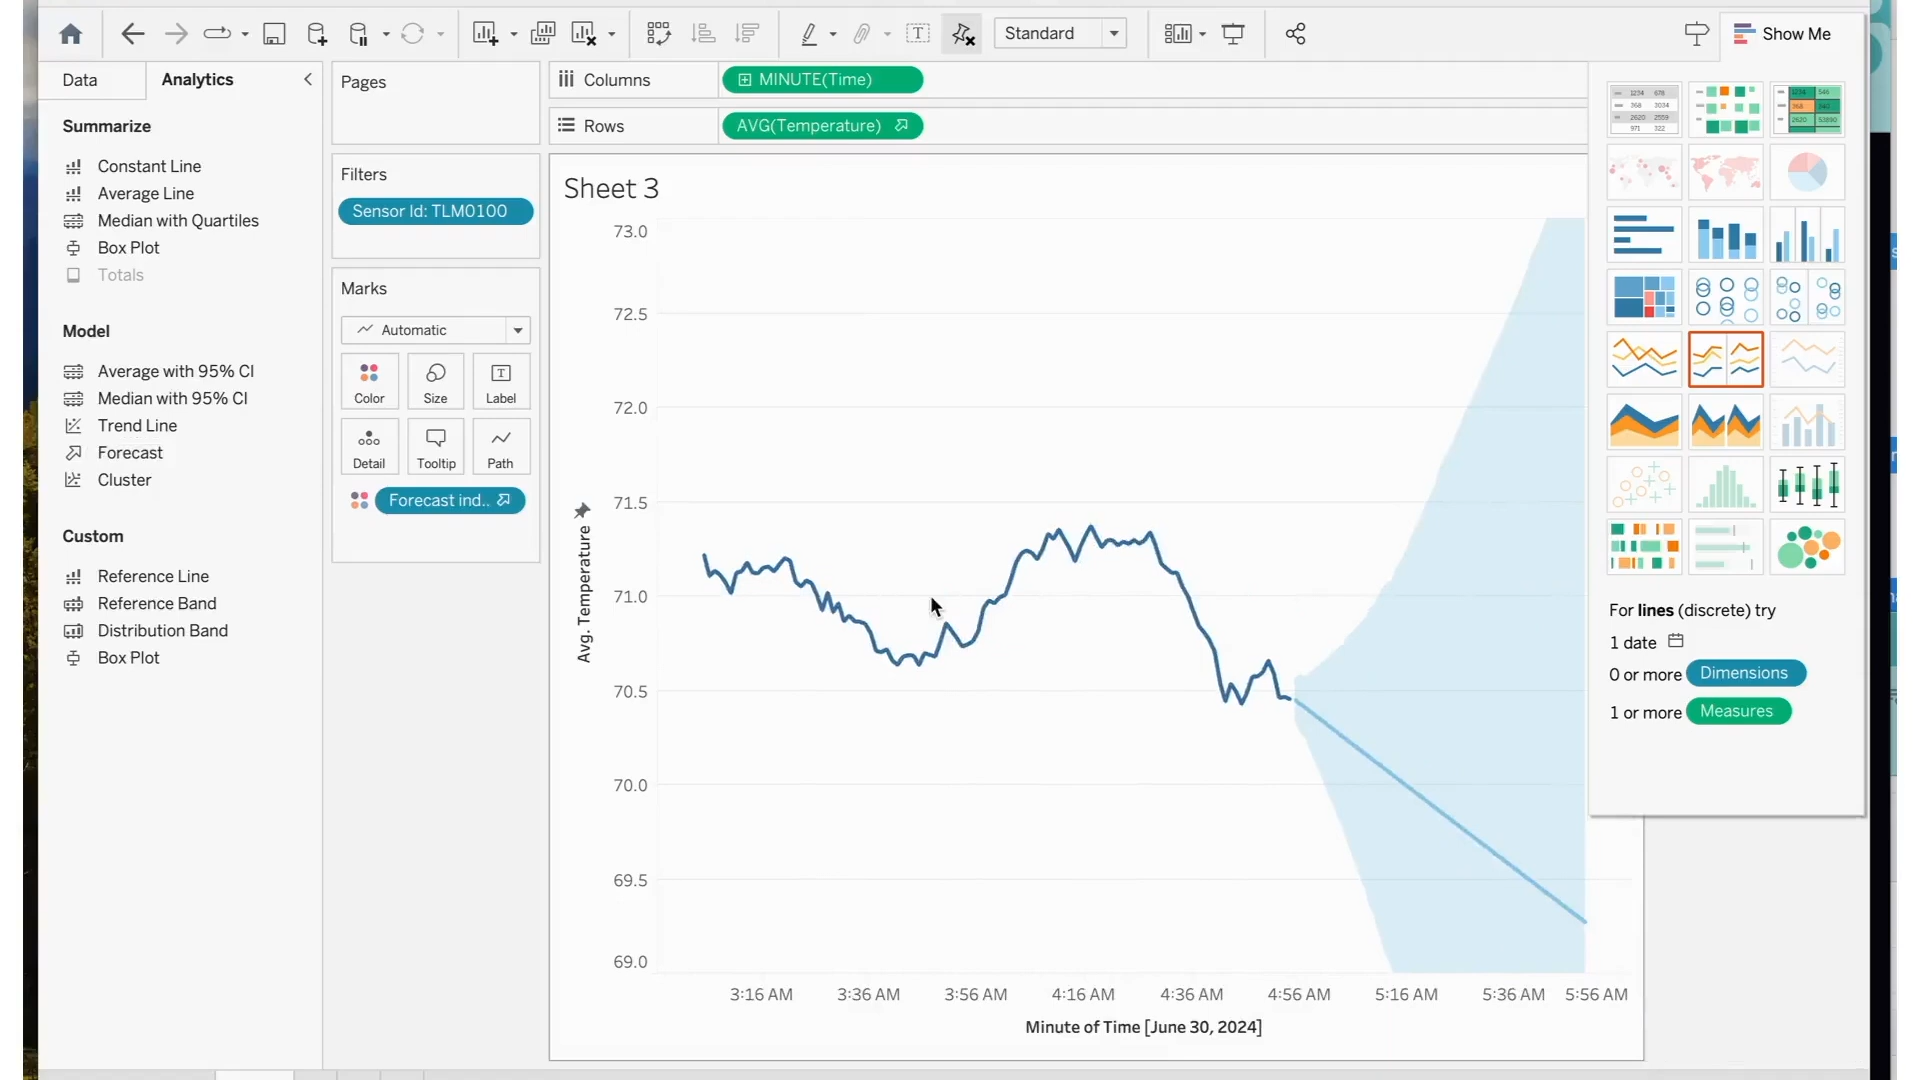 Standard
Show Me
Data
Analytics
Summarize
Constant Line
Average Line
Median with Quartiles
Box Plot
Totals
Model
Average with 95% CI
Median with 95% CI
Trend Line
Forecast
Cluster
Custom
Reference Line
Reference Band
Distribution Band
Box Plot
Pages
Filters
Sensor Id: TLM0100
Marks
Automatic
Color
Size
Label
Detail
Tooltip
Path
Forecast ind..
Columns
MINUTE(Time)
Rows
AVG(Temperature)
Sheet 3
73.0
72.5
72.0
71.5
71.0
70.5
70.0
69.5
69.0
Avg. Temperature
3:16 AM
3:36 AM
3:56 AM
4:16 AM
4:36 AM
4:56 AM
5:16 AM
5:36 AM
5:56 AM
Minute of Time [June 30, 2024]
For lines (discrete) try
1 date
0 or more Dimensions
1 or more Measures